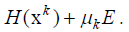 H(x^k) + μ_k E.